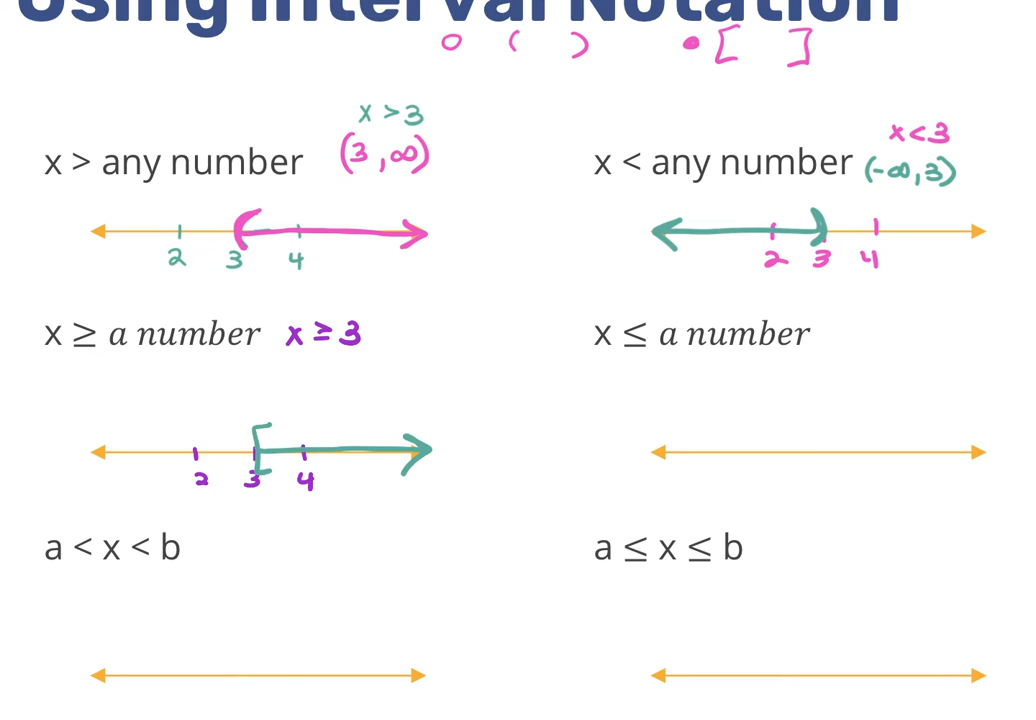 Using Interval Notation
○ ( ) ● [ ]
x > 3
x > any number (3, ∞)
2 3 4
x < 3
x < any number (-∞, 3)
2 3 4
x ≥ a number x ≥ 3
2 3 4
x ≤ a number
a < x < b
a ≤ x ≤ b